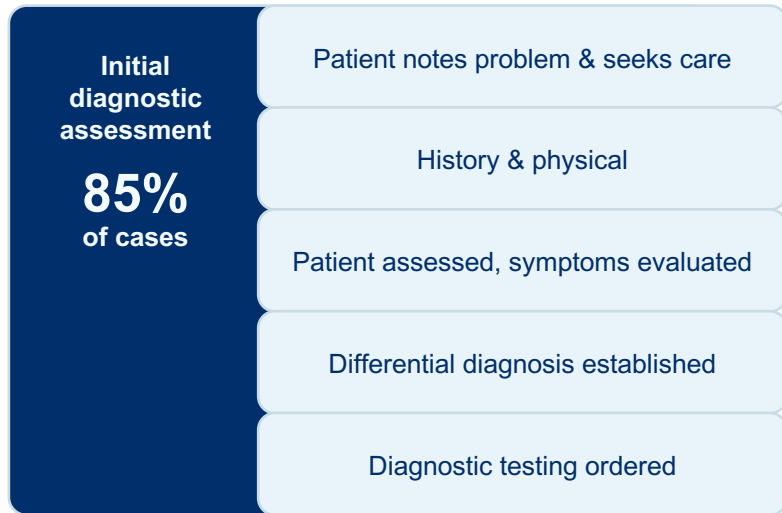 Initial
diagnostic
assessment
85%
of cases
Patient notes problem & seeks care
History & physical
Patient assessed, symptoms evaluated
Differential diagnosis established
Diagnostic testing ordered